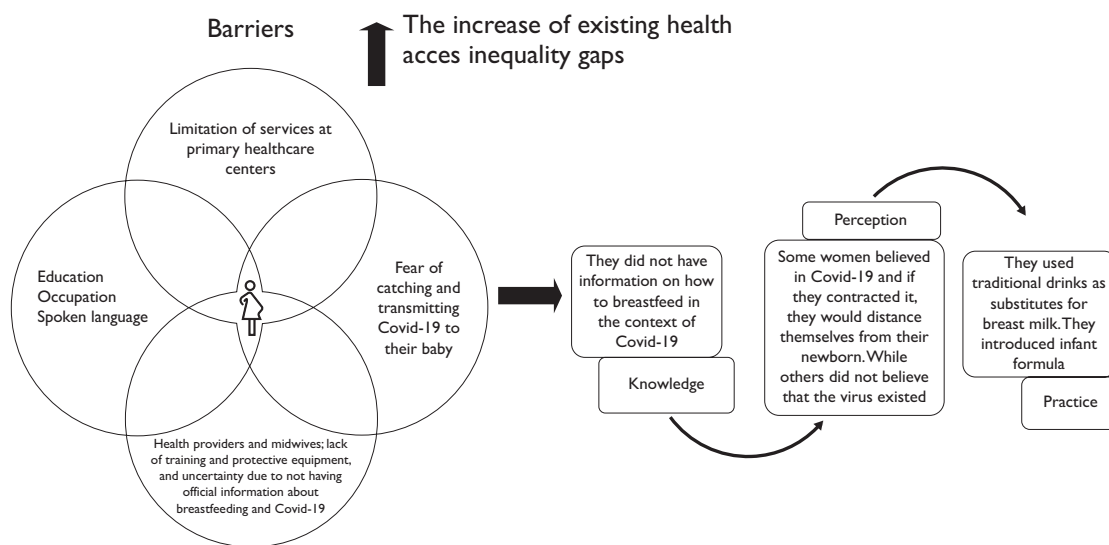 Barriers
The increase of existing health
acces inequality gaps
Limitation of services at
primary healthcare
centers
Education
Occupation
Spoken language
Fear of
catching and
transmitting
Covid-19 to
their baby
Health providers and midwives; lack
of training and protective equipment,
and uncertainty due to not having
official information about
breastfeeding and Covid-19
They did not have
information on how
to breastfeed in
the context of
Covid-19
Knowledge
Perception
Some women believed
in Covid-19 and if
they contracted it,
they would distance
themselves from their
newborn. While
others did not believe
that the virus existed
They used
traditional drinks as
substitutes for
breast milk. They
introduced infant
formula
Practice